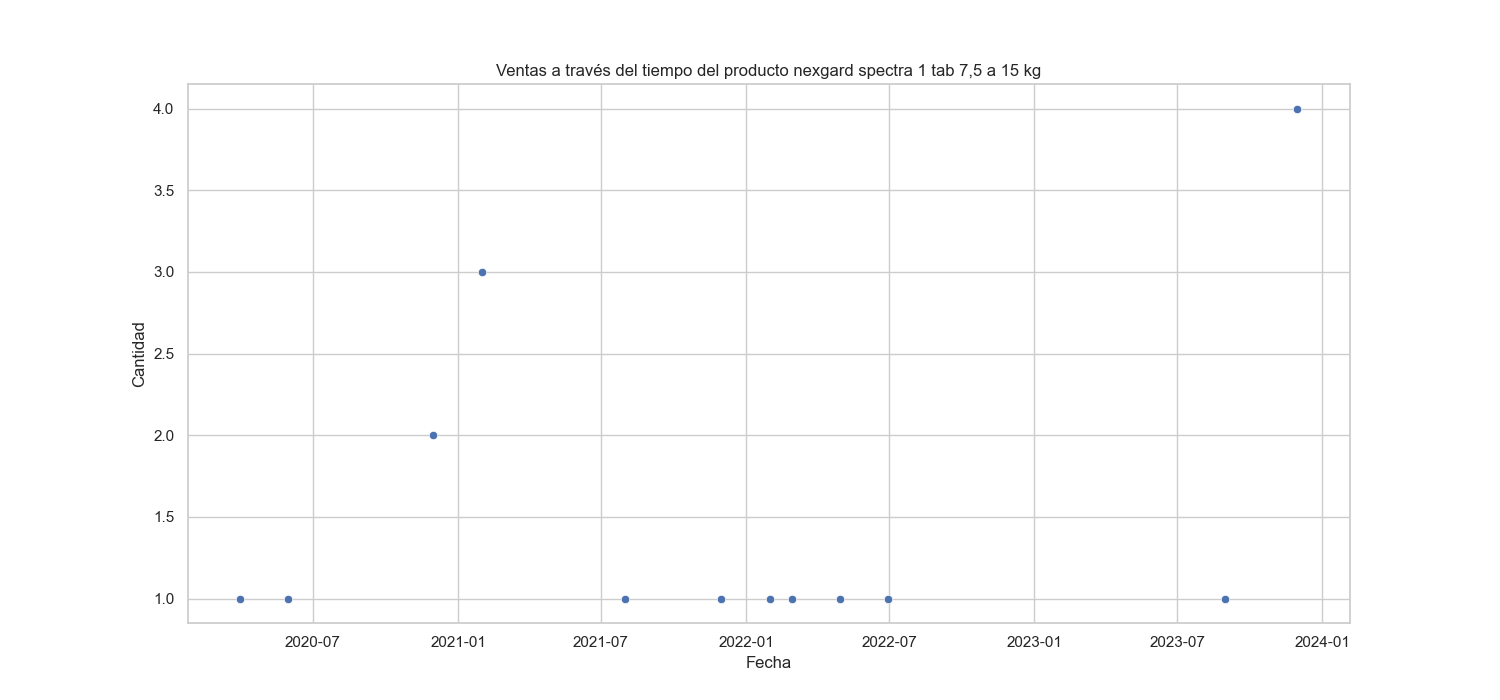 Ventas a través del tiempo del producto nexgard spectra 1 tab 7,5 a 15 kg
4.0
3.5
3.0
2.5
2.0
1.5
1.0
Cantidad
2020-07 2021-01 2021-07 2022-01 2022-07 2023-01 2023-07 2024-01
Fecha